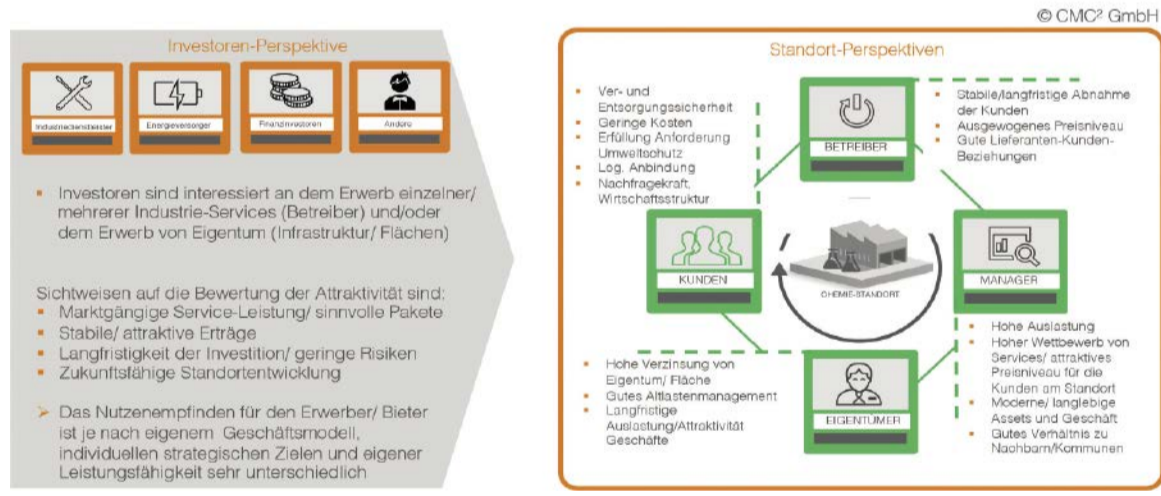 © CMC² GmbH
Investoren-Perspektive
Industriedienstleister
Energieversorger
Finanzinvestoren
Andere
Investoren sind interessiert an dem Erwerb einzelner/
mehrerer Industrie-Services (Betreiber) und/oder
dem Erwerb von Eigentum (Infrastruktur/ Flächen)
Sichtweisen auf die Bewertung der Attraktivität sind:
Marktgängige Service-Leistung/ sinnvolle Pakete
Stabile/ attraktive Erträge
Langfristigkeit der Investition/ geringe Risiken
Zukunftsfähige Standortentwicklung
Das Nutzenempfinden für den Erwerber/ Bieter
ist je nach eigenem Geschäftsmodell,
individuellen strategischen Zielen und eigener
Leistungsfähigkeit sehr unterschiedlich
Standort-Perspektiven
Ver- und
Entsorgungssicherheit
Geringe Kosten
Erfüllung Anforderung
Umweltschutz
Log. Anbindung
Nachfragekraft,
Wirtschaftsstruktur
BETREIBER
Stabile/langfristige Abnahme
der Kunden
Ausgewogenes Preisniveau
Gute Lieferanten-Kunden-
Beziehungen
KUNDEN
CHEMIE-STANDORT
MANAGER
Hohe Verzinsung von
Eigentum/ Fläche
Gutes Altlastenmanagement
Langfristige
Auslastung/Attraktivität
Geschäfte
EIGENTÜMER
Hohe Auslastung
Hoher Wettbewerb von
Services/ attraktives
Preisniveau für die
Kunden am Standort
Moderne/ langlebige
Assets und Geschäft
Gutes Verhältnis zu
Nachbarn/Kommunen